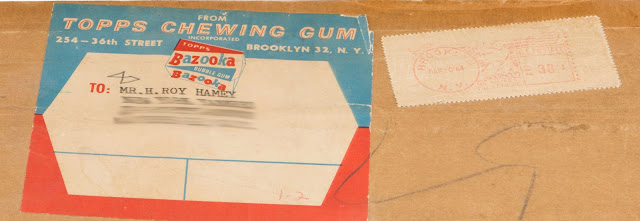 FROM
TOPPS CHEWING GUM
INCORPORATED
254-36th STREET BROOKLYN 32, N.Y.
TOPPS
Bazooka
BUBBLE GUM
Bazooka
TO: MR.H.ROY HAMEY
1-2
N.Y.